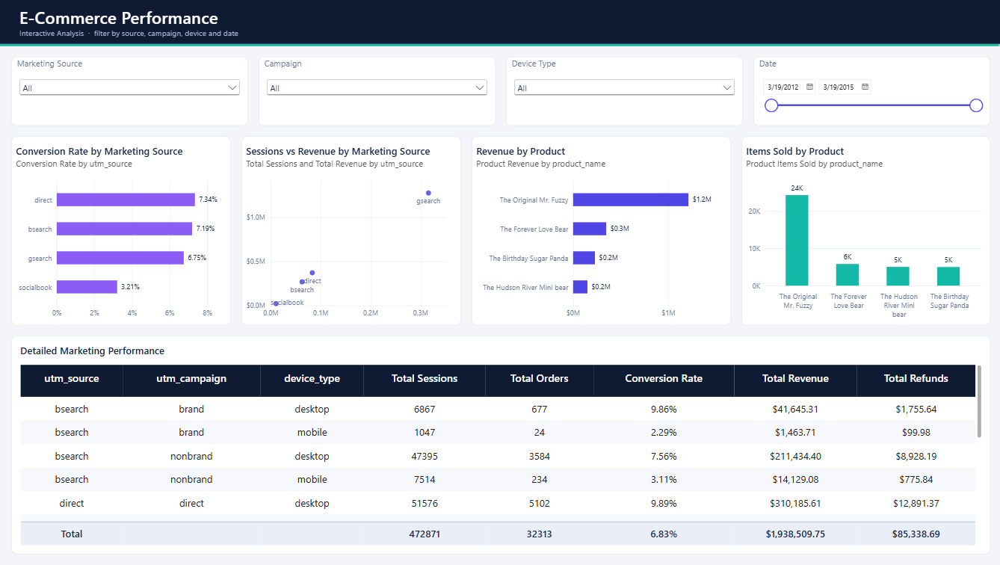 E-Commerce Performance
Interactive Analysis · filter by source, campaign, device and date
Marketing Source
All
Campaign
All
Device Type
All
Date
3/19/2012 3/19/2015
Conversion Rate by Marketing Source
Conversion Rate by utm_source
direct 7.34%
bsearch 7.19%
gsearch 6.75%
socialbook 3.21%
0% 2% 4% 6% 8%
Sessions vs Revenue by Marketing Source
Total Sessions and Total Revenue by utm_source
gsearch
$1.0M
$0.5M
direct
bsearch
socialbook
$0.0M
0.0M 0.1M 0.2M 0.3M
Revenue by Product
Product Revenue by product_name
The Original Mr. Fuzzy $1.2M
The Forever Love Bear $0.3M
The Birthday Sugar Panda $0.2M
The Hudson River Mini bear $0.2M
$0M $1M
Items Sold by Product
Product Items Sold by product_name
24K
20K
10K
6K
5K
5K
0K
The Original Mr. Fuzzy
The Forever Love Bear
The Hudson River Mini bear
The Birthday Sugar Panda
Detailed Marketing Performance
utm_source utm_campaign device_type Total Sessions Total Orders Conversion Rate Total Revenue Total Refunds
bsearch brand desktop 6867 677 9.86% $41,645.31 $1,755.64
bsearch brand mobile 1047 24 2.29% $1,463.71 $99.98
bsearch nonbrand desktop 47395 3584 7.56% $211,434.40 $8,928.19
bsearch nonbrand mobile 7514 234 3.11% $14,129.08 $775.84
direct direct desktop 51576 5102 9.89% $310,185.61 $12,891.37
Total 472871 32313 6.83% $1,938,509.75 $85,338.69